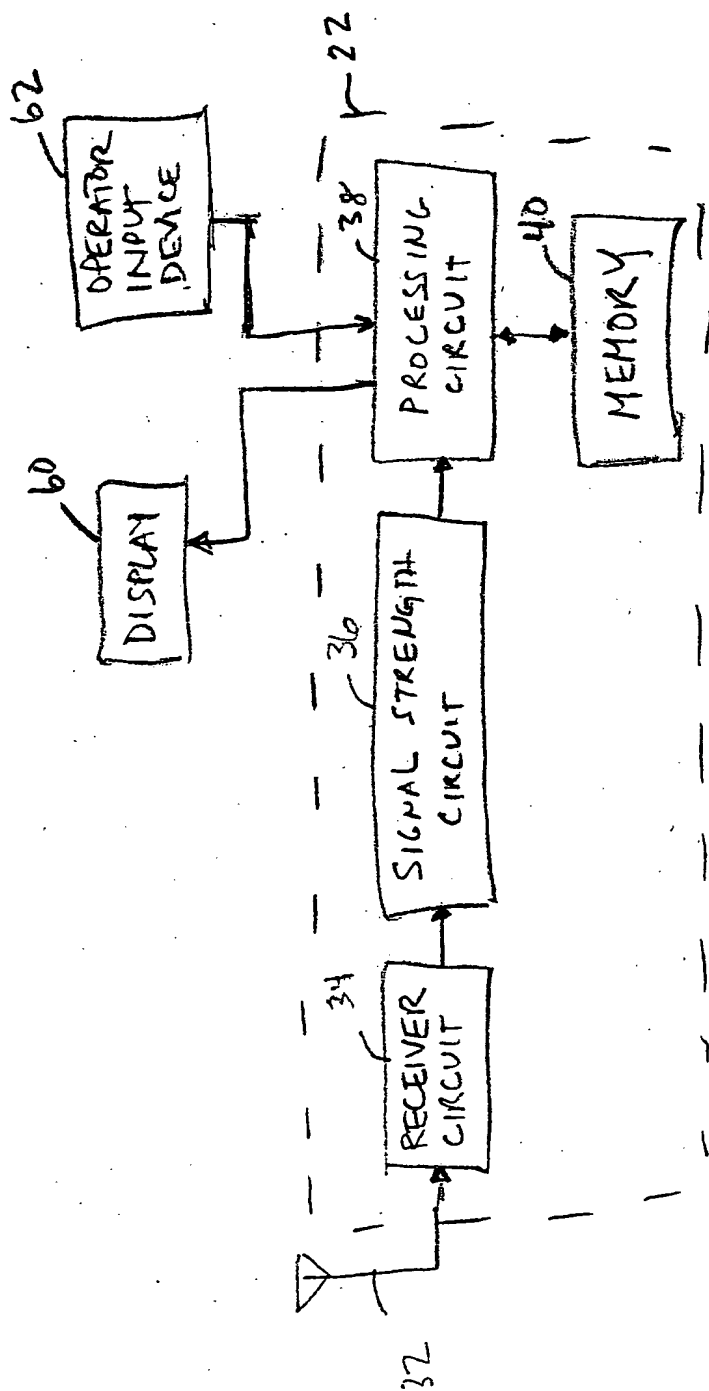 62
OPERATOR
INPUT
DEVICE
60
DISPLAY
22
38
PROCESSING
CIRCUIT
36
SIGNAL STRENGTH
CIRCUIT
34
RECEIVER
CIRCUIT
40
MEMORY
32